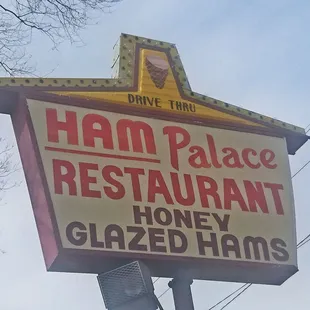 DRIVE THRU
HAM Palace
RESTAURANT
HONEY
GLAZED HAMS